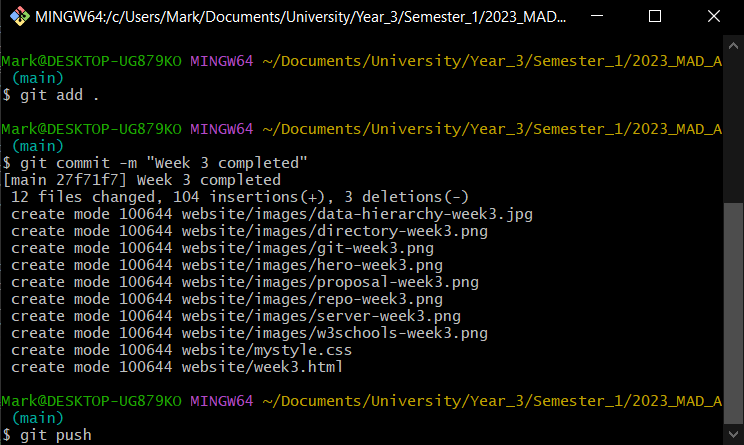 MINGW64:/c/Users/Mark/Documents/University/Year_3/Semester_1/2023_MAD_...
Mark@DESKTOP-UG879KO MINGW64 ~/Documents/University/Year_3/Semester_1/2023_MAD_A
(main)
$ git add .
Mark@DESKTOP-UG879KO MINGW64 ~/Documents/University/Year_3/Semester_1/2023_MAD_A
(main)
$ git commit -m "Week 3 completed"
[main 27f71f7] Week 3 completed
12 files changed, 104 insertions(+), 3 deletions(-)
create mode 100644 website/images/data-hierarchy-week3.jpg
create mode 100644 website/images/directory-week3.png
create mode 100644 website/images/git-week3.png
create mode 100644 website/images/hero-week3.png
create mode 100644 website/images/proposal-week3.png
create mode 100644 website/images/repo-week3.png
create mode 100644 website/images/server-week3.png
create mode 100644 website/images/w3schools-week3.png
create mode 100644 website/mystyle.css
create mode 100644 website/week3.html
Mark@DESKTOP-UG879KO MINGW64 ~/Documents/University/Year_3/Semester_1/2023_MAD_A
(main)
$ git push